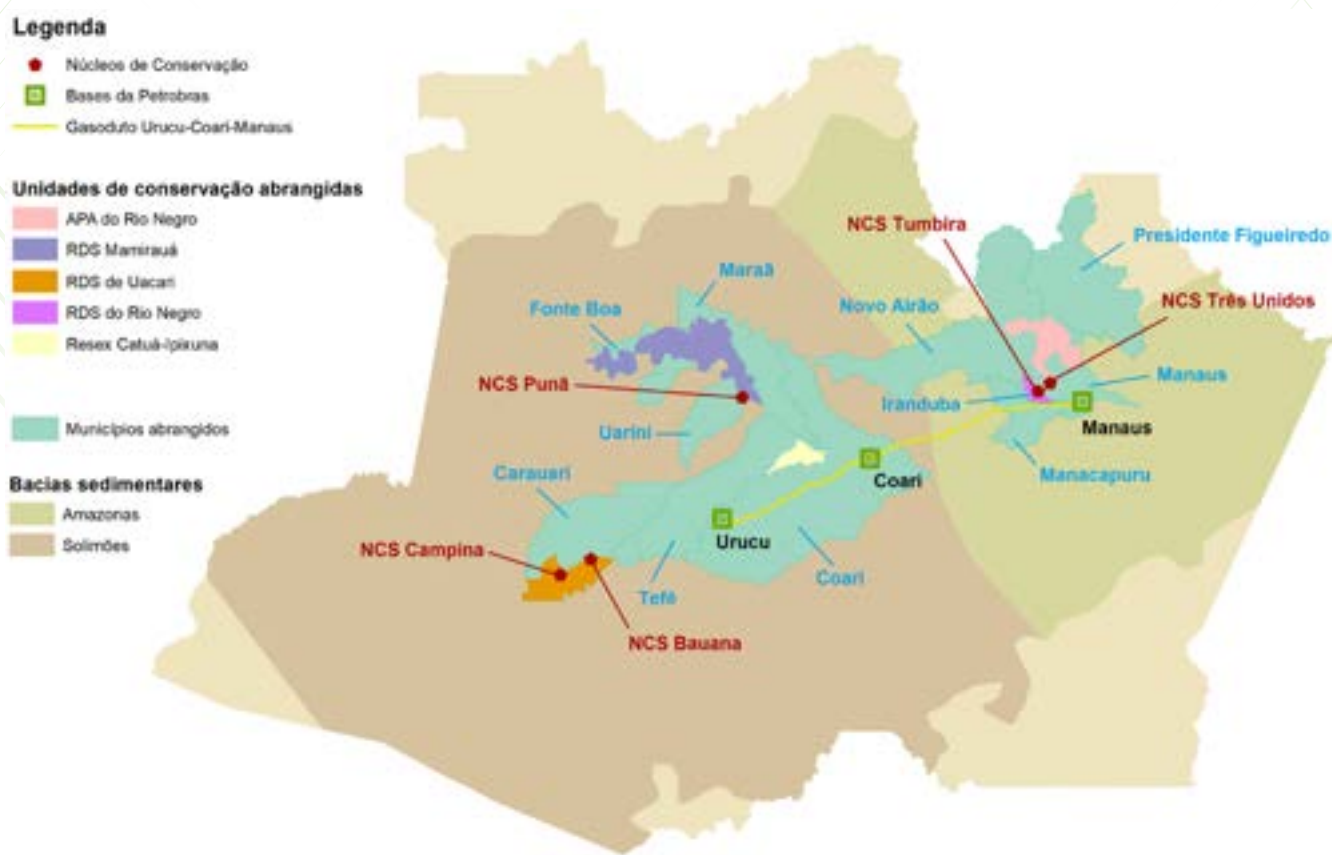 Legenda
Núcleos de Conservação
Bases da Petrobras
Gasoduto Urucu-Coari-Manaus
Unidades de conservação abrangidas
APA do Rio Negro
RDS Mamirauá
RDS de Uacari
RDS do Rio Negro
Resex Catuá-Ipixuna
Municípios abrangidos
Bacias sedimentares
Amazonas
Solimões
NCS Tumbira
Presidente Figueiredo
Maraã
NCS Três Unidos
Fonte Boa
Novo Airão
NCS Punã
Manaus
Iranduba
Manaus
Uarini
Carauari
Coari
Manacapuru
Urucu
NCS Campina
Coari
Tefé
NCS Bauana